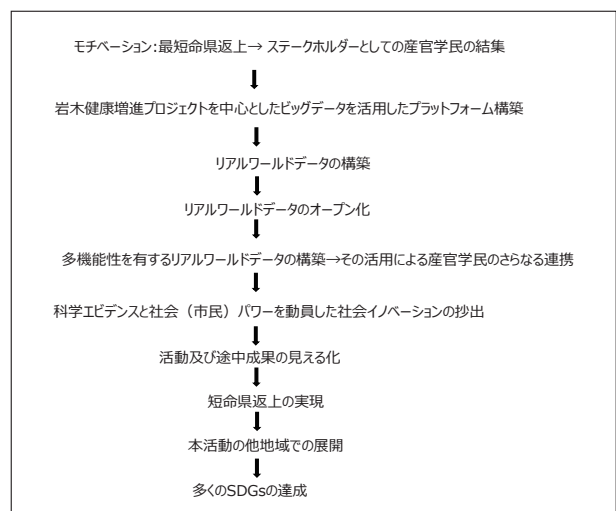 モチベーション:最短命県返上→ ステークホルダーとしての産官学民の結集
岩木健康増進プロジェクトを中心としたビッグデータを活用したプラットフォーム構築
リアルワールドデータの構築
リアルワールドデータのオープン化
多機能性を有するリアルワールドデータの構築→その活用による産官学民のさらなる連携
科学エビデンスと社会（市民）パワーを動員した社会イノベーションの抄出
活動及び途中成果の見える化
短命県返上の実現
本活動の他地域での展開
多くのSDGsの達成